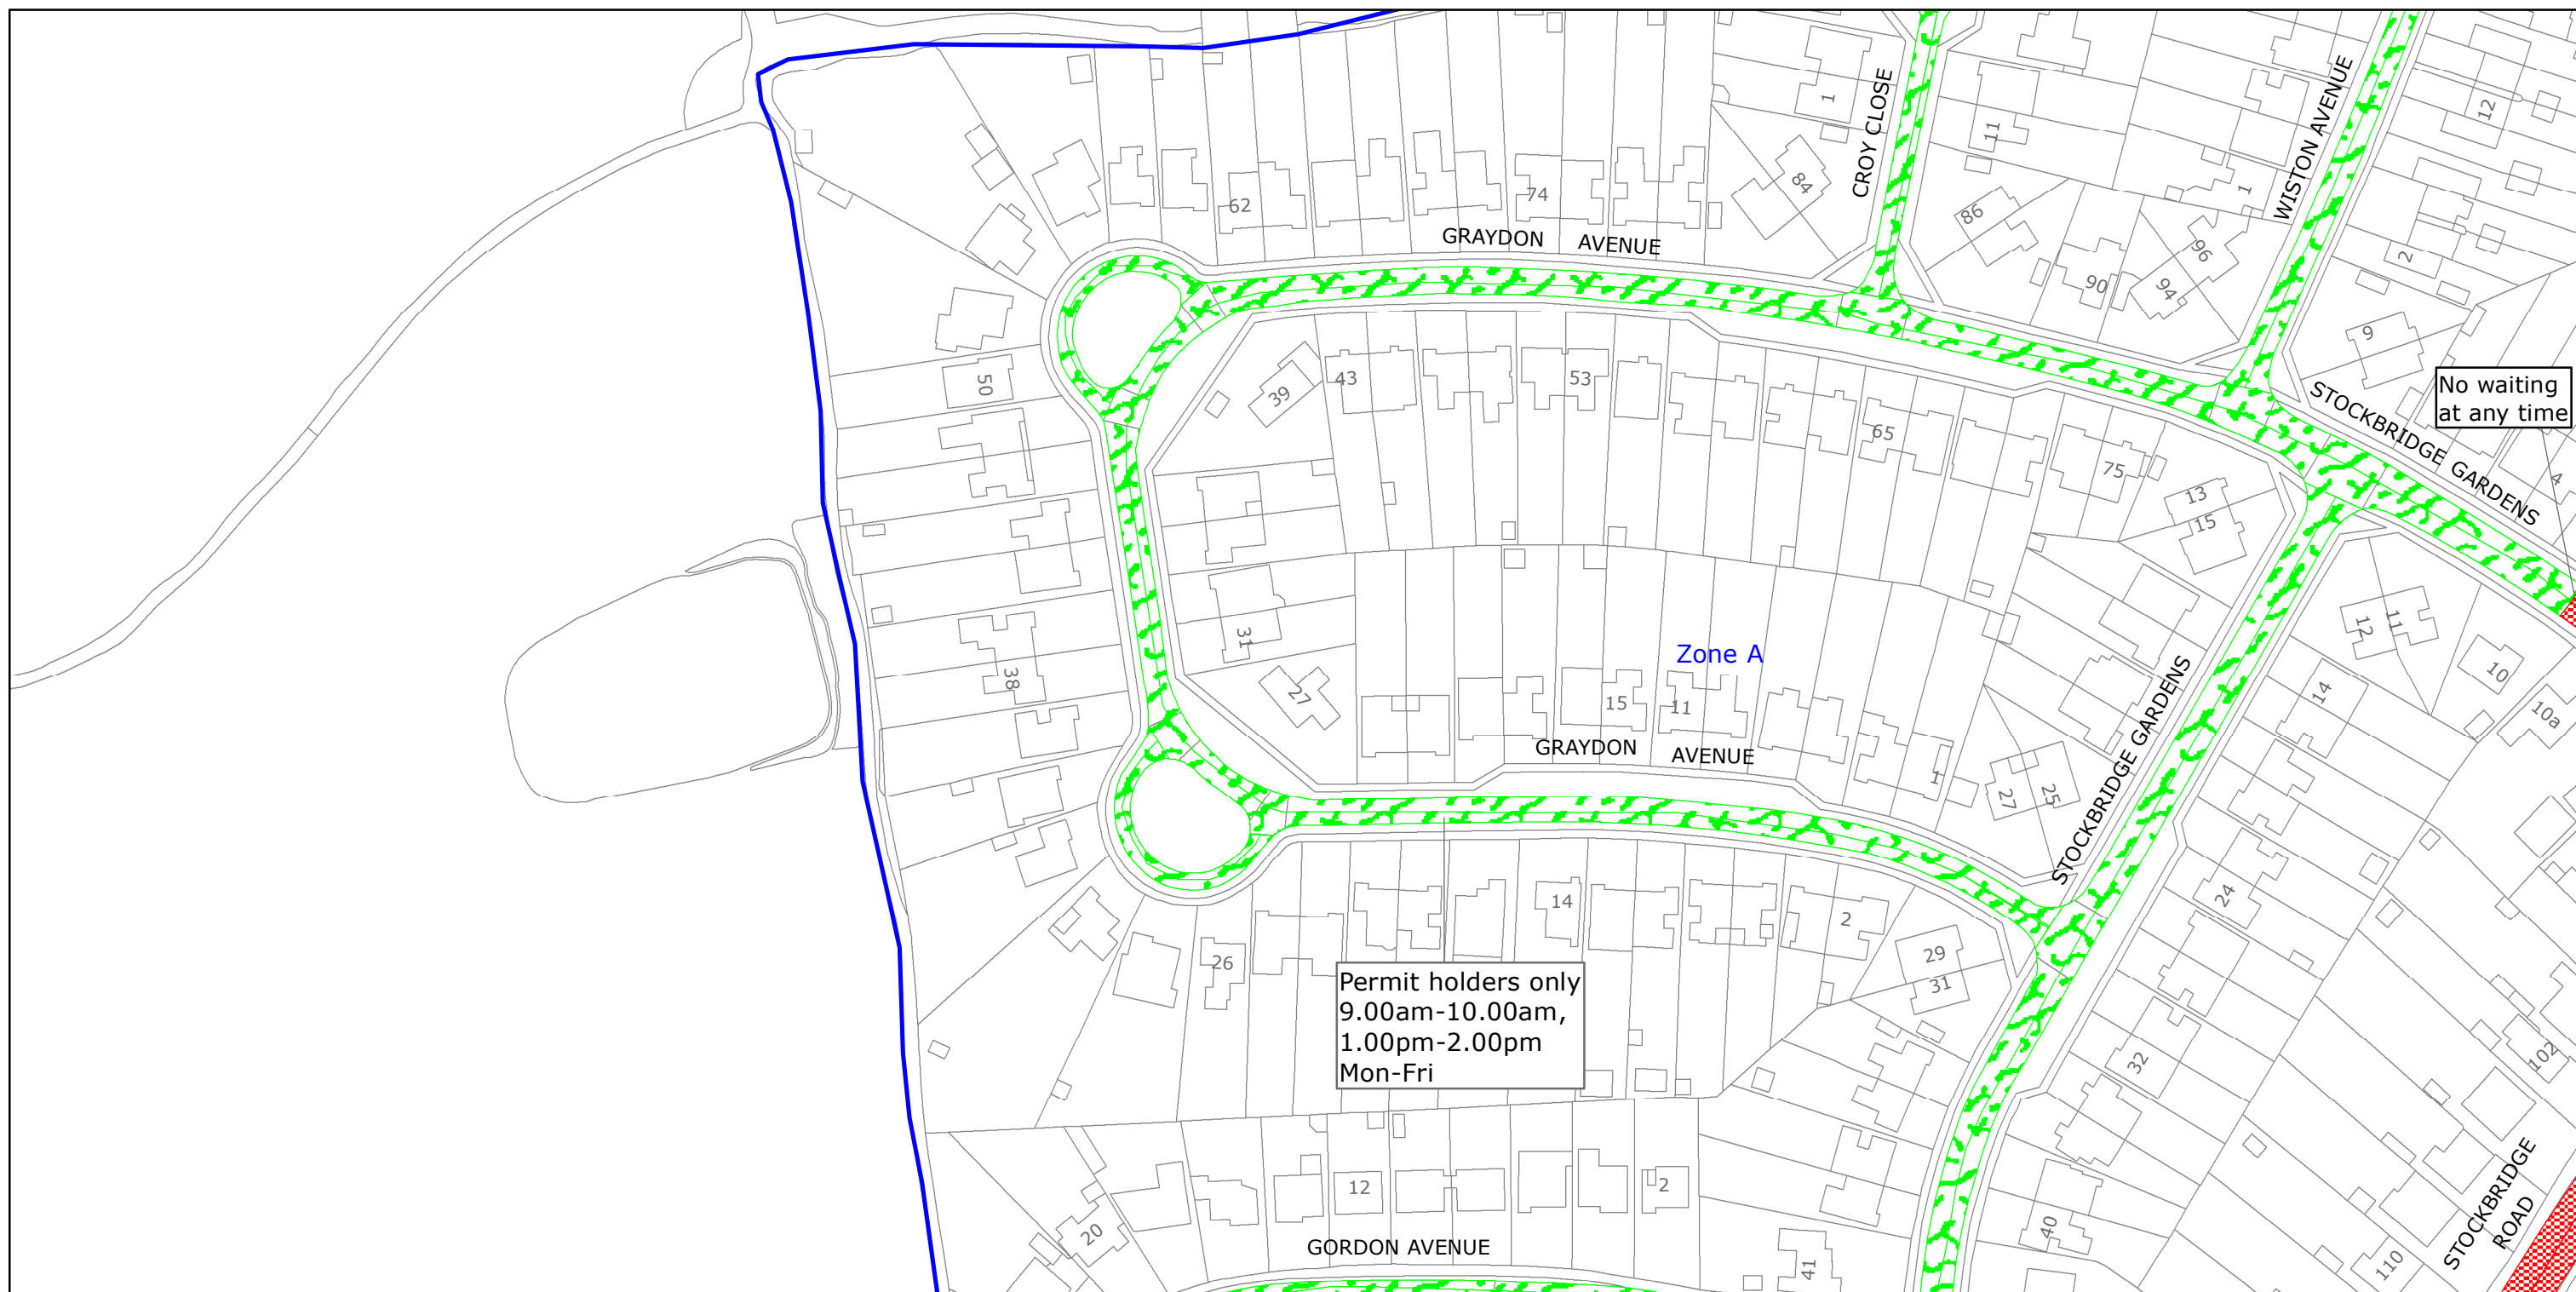 1
CROY CLOSE
11
WISTON AVENUE
12
62
74
84
86
1
2
GRAYDON AVENUE
90
94
96
9
No waiting
at any time
50
39
43
53
65
75
STOCKBRIDGE GARDENS
4
13
15
31
38
27
Zone A
15
11
12
11
10
10a
14
GRAYDON AVENUE
1
27
25
STOCKBRIDGE GARDENS
24
26
14
2
29
31
Permit holders only
9.00am-10.00am,
1.00pm-2.00pm
Mon-Fri
32
102
20
12
2
40
41
GORDON AVENUE
STOCKBRIDGE
ROAD
110